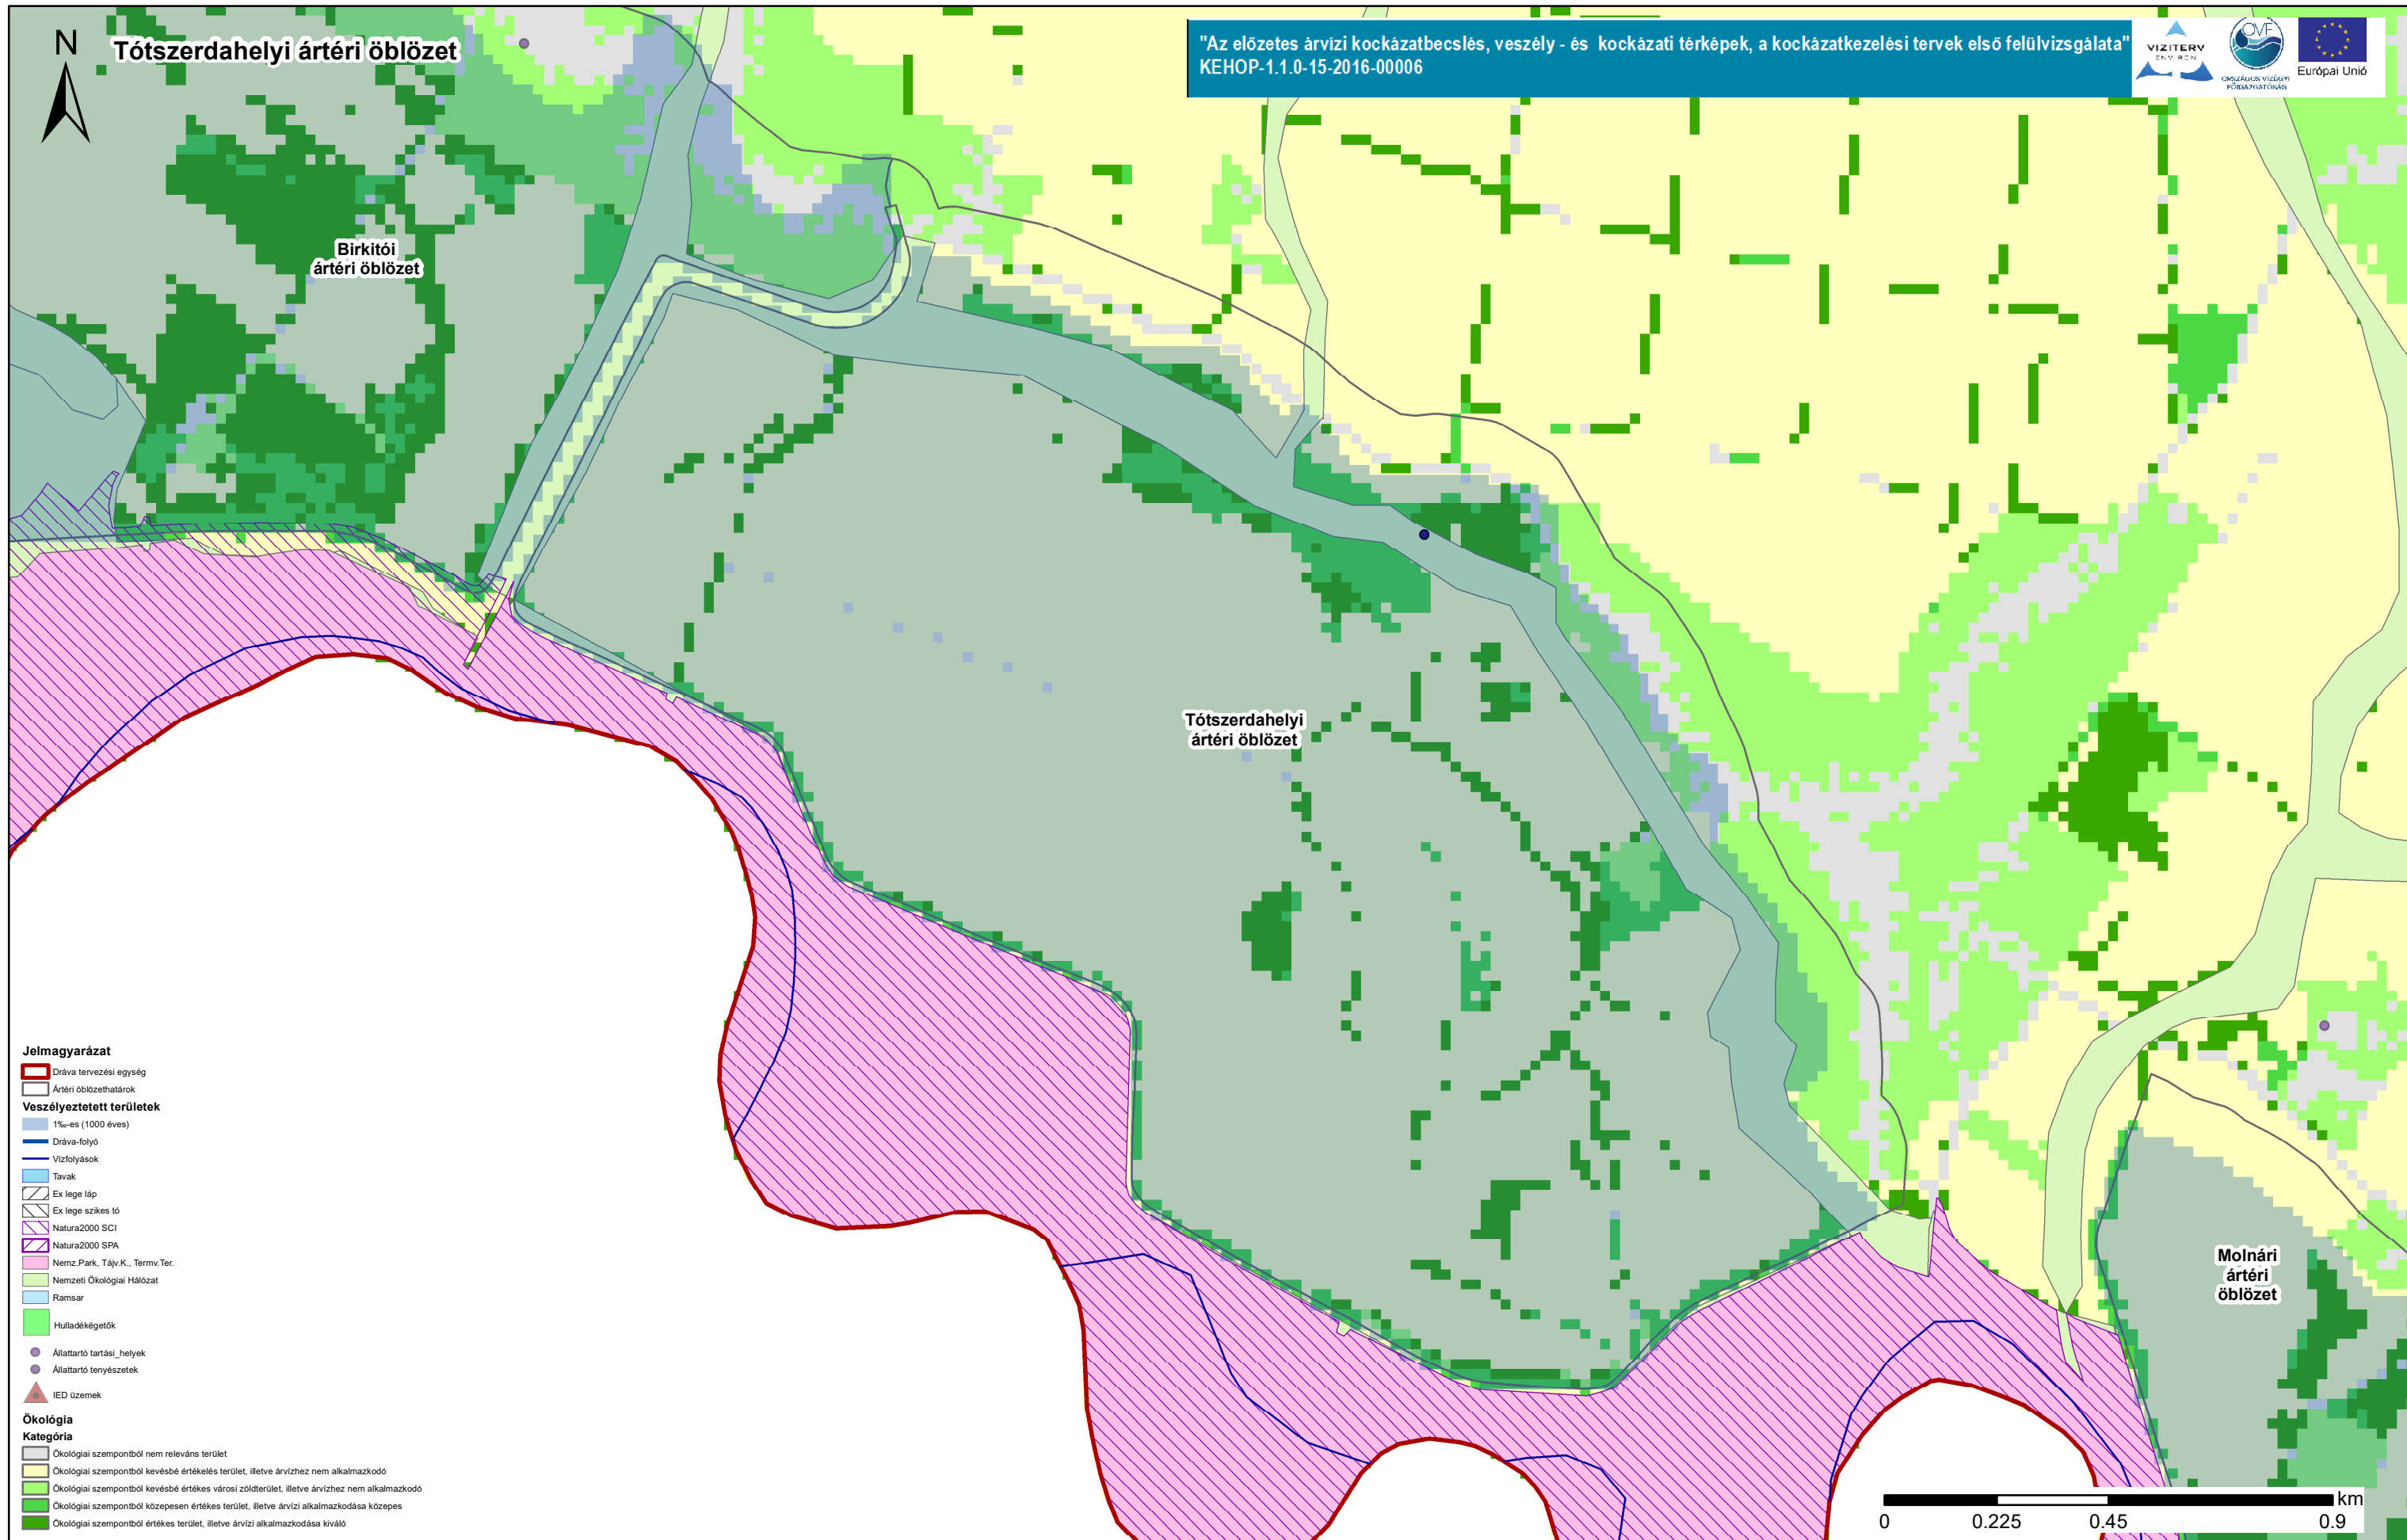 N
Tótszerdahelyi ártéri öblözet
"Az előzetes árvízi kockázatbecslés, veszély - és kockázati térképek, a kockázatkezelési tervek első felülvizsgálata"
KEHOP-1.1.0-15-2016-00006
VIZITERV
ENVIRON
OVF
ORSZÁGOS VÍZÜGYI
FŐIGAZGATÓSÁG
Európai Unió
Birkitói
ártéri öblözet
Tótszerdahelyi
ártéri öblözet
Molnári
ártéri
öblözet
Jelmagyarázat
Dráva tervezési egység
Ártéri öblözethatárok
Veszélyeztetett területek
1‰-es (1000 éves)
Dráva-folyó
Vízfolyások
Tavak
Ex lege láp
Ex lege szikes tó
Natura2000 SCI
Natura2000 SPA
Nemz.Park, Tájv.K., Termv.Ter.
Nemzeti Ökológiai Hálózat
Ramsar
Hulladékégetők
Állattartó tartási_helyek
Állattartó tenyészetek
IED üzemek
Ökológia
Kategória
Ökológiai szempontból nem releváns terület
Ökológiai szempontból kevésbé értékelés terület, illetve árvízhez nem alkalmazkodó
Ökológiai szempontból kevésbé értékes városi zöldterület, illetve árvízhez nem alkalmazkodó
Ökológiai szempontból közepesen értékes terület, illetve árvízi alkalmazkodása közepes
Ökológiai szempontból értékes terület, illetve árvízi alkalmazkodása kiváló
km
0 0.225 0.45 0.9